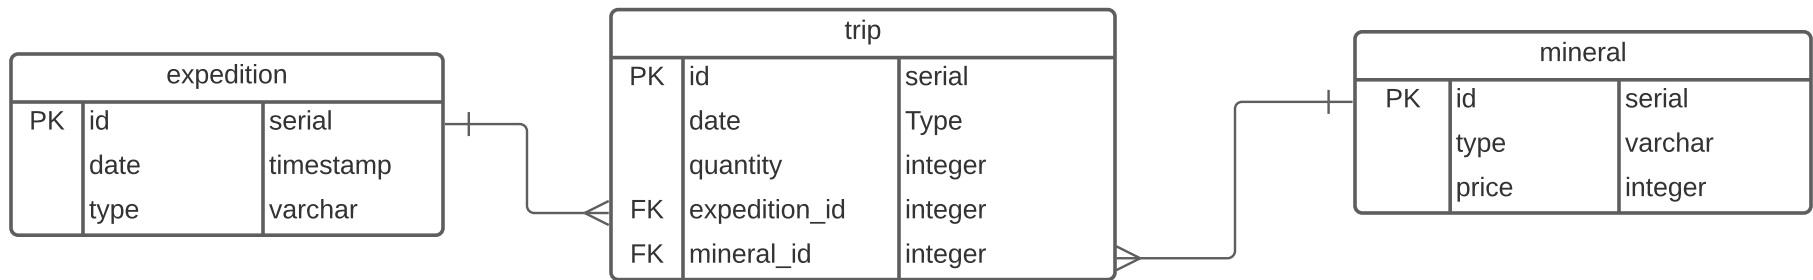 expedition
PK id serial
date timestamp
type varchar
trip
PK id serial
date Type
quantity integer
FK expedition_id integer
FK mineral_id integer
mineral
PK id serial
type varchar
price integer